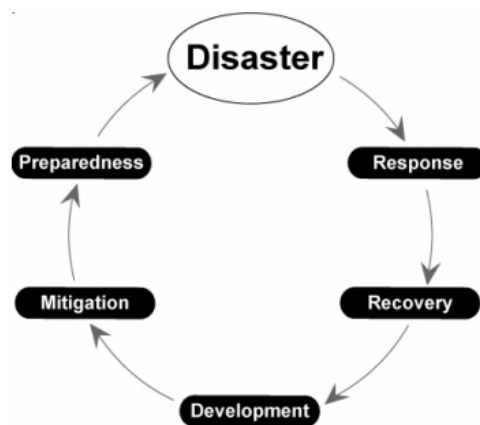 Disaster
Response
Recovery
Development
Mitigation
Preparedness